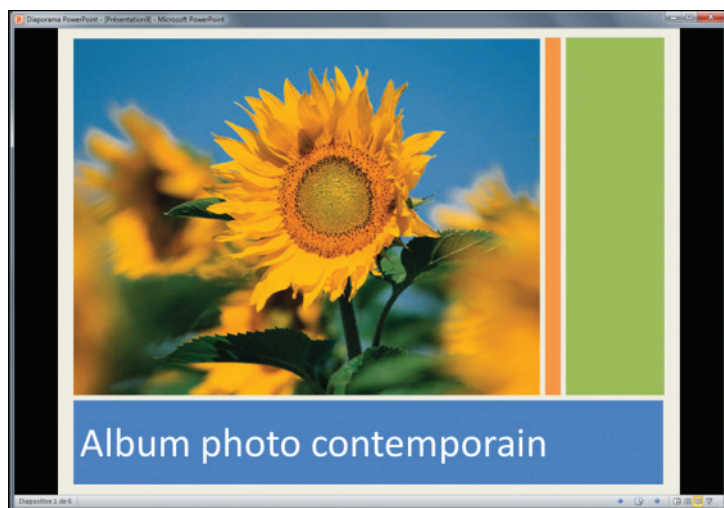 Diaporama PowerPoint - [Présentation9] - Microsoft PowerPoint
Album photo contemporain
Diapositive 1 de 6